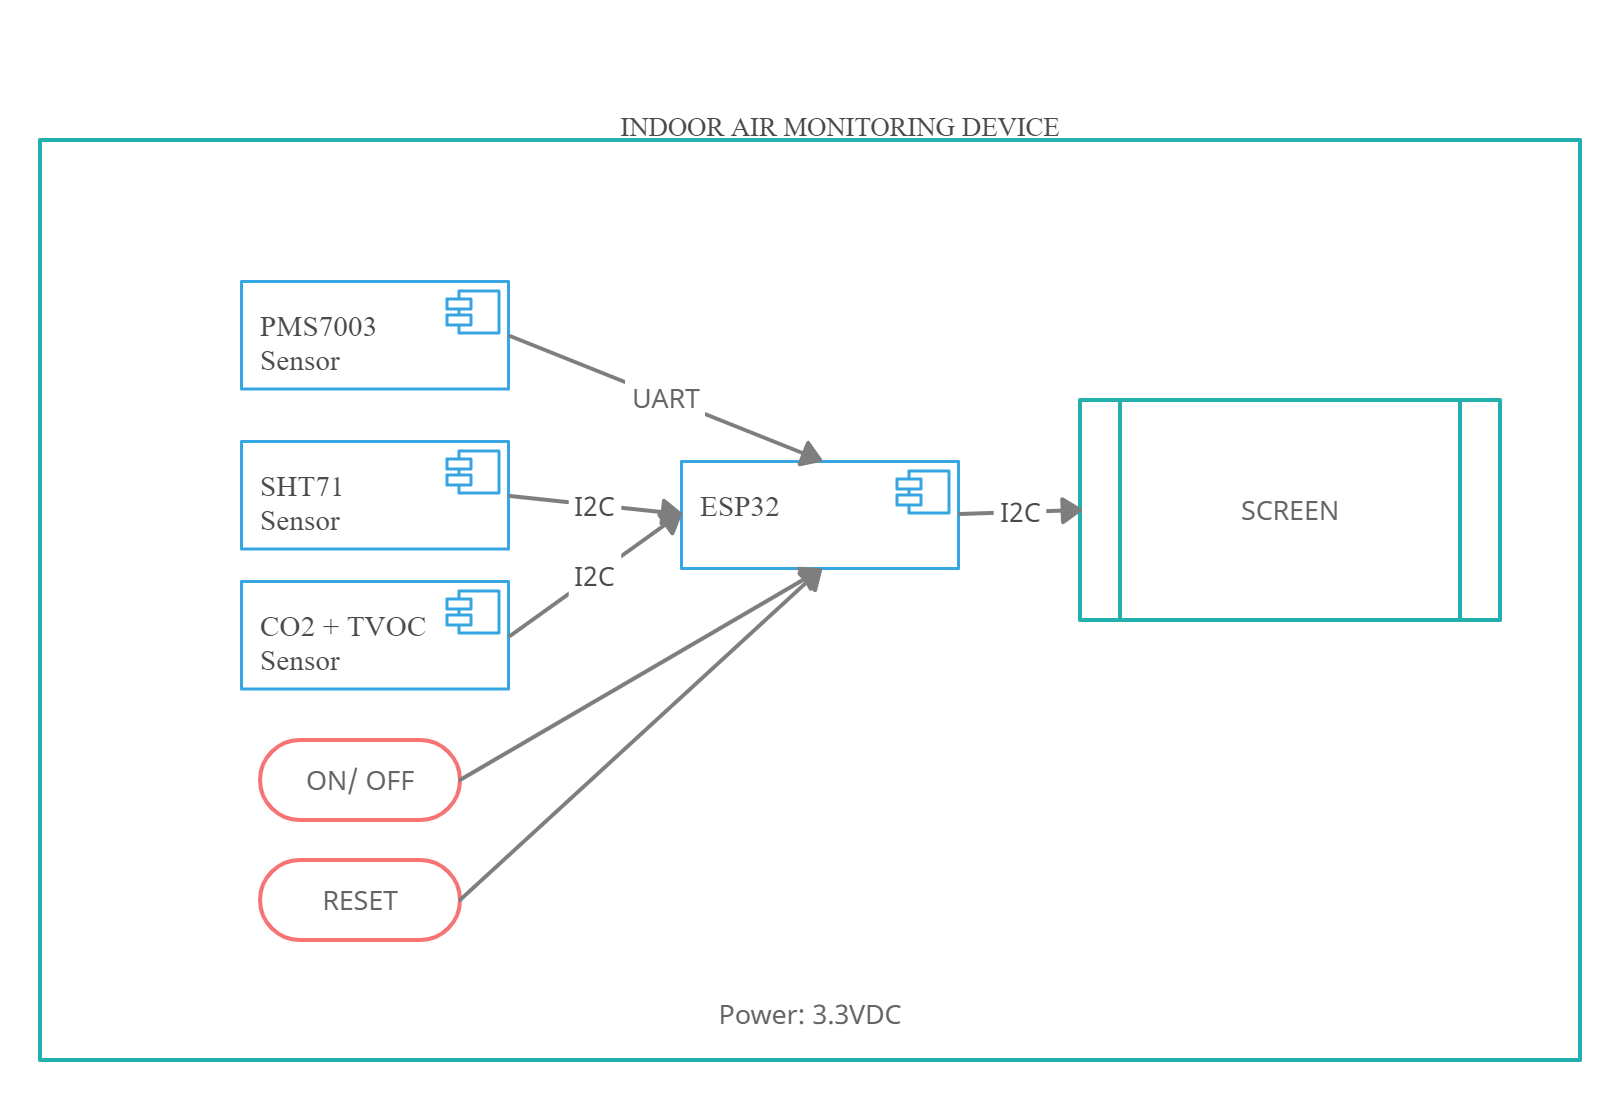 INDOOR AIR MONITORING DEVICE
PMS7003
Sensor
UART
SHT71
Sensor
I2C
ESP32
I2C
SCREEN
I2C
CO2 + TVOC
Sensor
ON/ OFF
RESET
Power: 3.3VDC